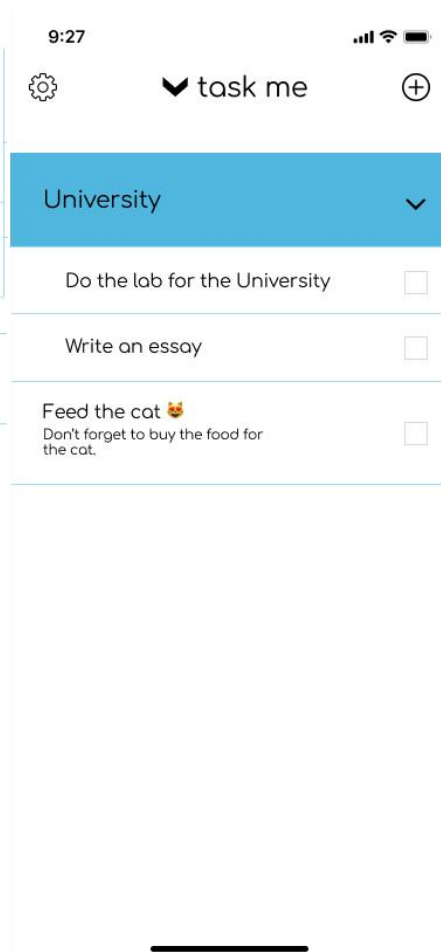 9:27
task me
University
Do the lab for the University
Write an essay
Feed the cat 😻
Don't forget to buy the food for
the cat.